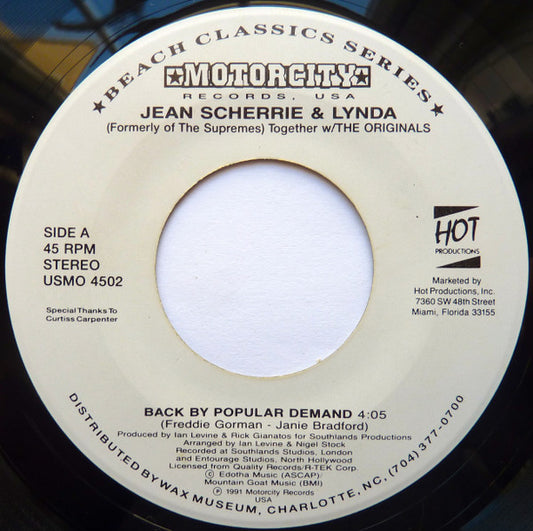 ★ BEACH CLASSICS SERIES ★
★MOTORCITY★
RECORDS, USA
JEAN SCHERRIE & LYNDA
(Formerly of The Supremes) Together w/THE ORIGINALS
SIDE A
45 RPM
STEREO
USMO 4502
Special Thanks To
Curtiss Carpenter
HOT
PRODUCTIONS
Marketed by
Hot Productions, Inc.
7360 SW 48th Street
Miami, Florida 33155
BACK BY POPULAR DEMAND 4:05
(Freddie Gorman - Janie Bradford)
Produced by Ian Levine & Rick Gianatos for Southlands Productions
Arranged by Ian Levine & Nigel Stock
Recorded at Southlands Studios, London
and Entourage Studios, North Hollywood
Licensed from Quality Records/R-TEK Corp.
© Edotha Music (ASCAP)
Mountain Goat Music (BMI)
℗ 1991 Motorcity Records
USA
DISTRIBUTED BY WAX MUSEUM, CHARLOTTE, NC, (704) 377-0700